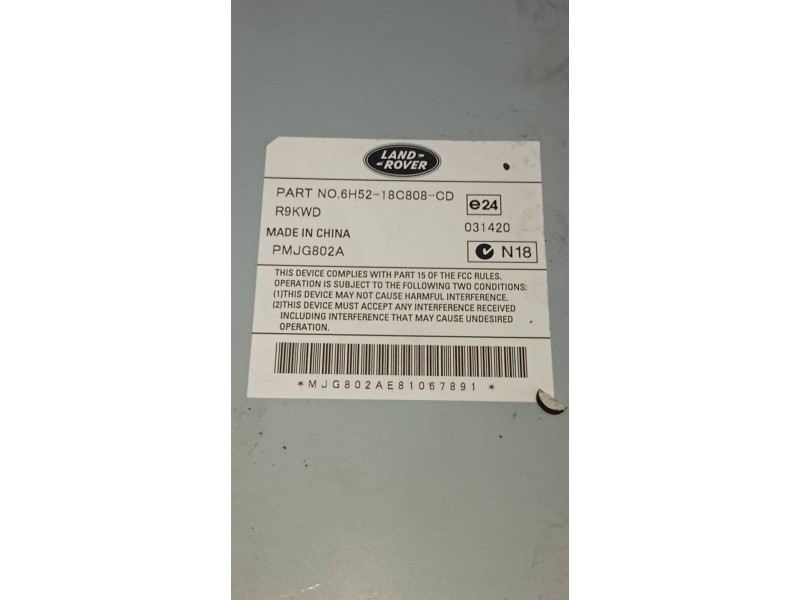 LAND-
-ROVER
PART NO.6H52-18C808-CD
R9KWD
e24
031420
MADE IN CHINA
PMJG802A
N18
THIS DEVICE COMPLIES WITH PART 15 OF THE FCC RULES.
OPERATION IS SUBJECT TO THE FOLLOWING TWO CONDITIONS:
(1)THIS DEVICE MAY NOT CAUSE HARMFUL INTERFERENCE.
(2)THIS DEVICE MUST ACCEPT ANY INTERFERENCE RECEIVED
INCLUDING INTERFERENCE THAT MAY CAUSE UNDESIRED
OPERATION.
*MJG802AE81067891*